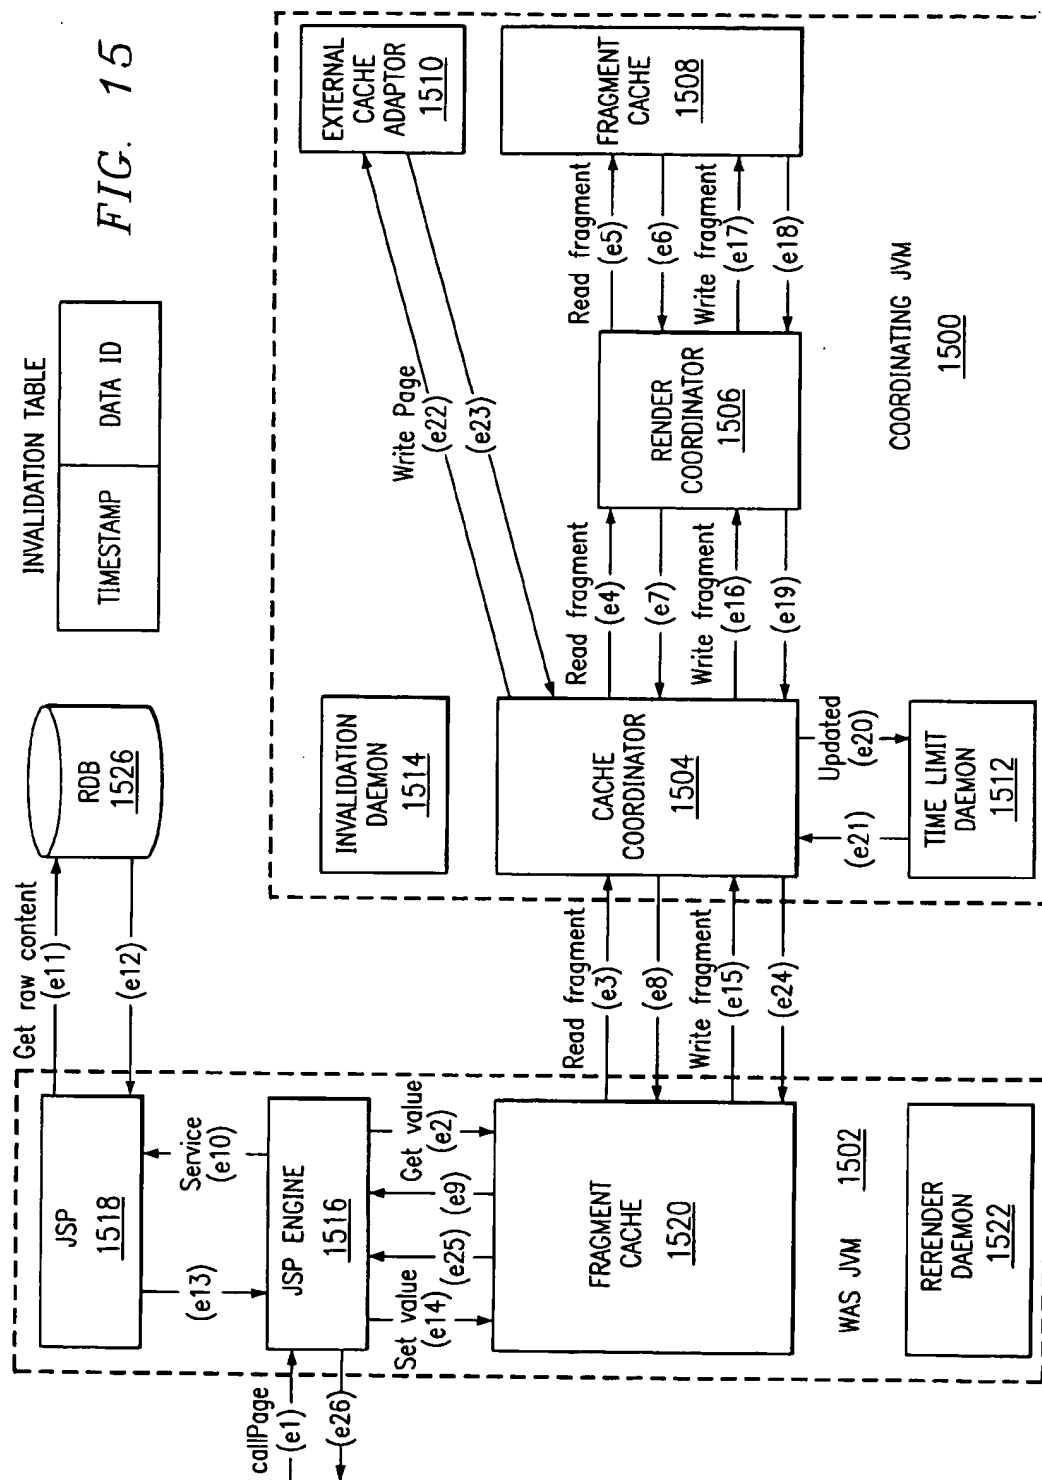 FIG. 15
INVALIDATION TABLE
TIMESTAMP
DATA ID
RDB
1526
Get raw content
(e11)
(e12)
JSP
1518
Service
(e10)
(e13)
JSP ENGINE
1516
callPage
(e1)
(e26)
Get value
(e2)
(e9)
(e25)
Set value
(e14)
FRAGMENT
CACHE
1520
WAS JVM
1502
RERENDER
DAEMON
1522
Read fragment
(e3)
(e8)
Write fragment
(e15)
(e24)
INVALIDATION
DAEMON
1514
CACHE
COORDINATOR
1504
Updated
(e20)
(e21)
TIME LIMIT
DAEMON
1512
Write Page
(e22)
(e23)
Read fragment
(e4)
(e7)
Write fragment
(e16)
(e19)
RENDER
COORDINATOR
1506
Read fragment
(e5)
(e6)
Write fragment
(e17)
(e18)
EXTERNAL
CACHE
ADAPTOR
1510
FRAGMENT
CACHE
1508
COORDINATING JVM
1500